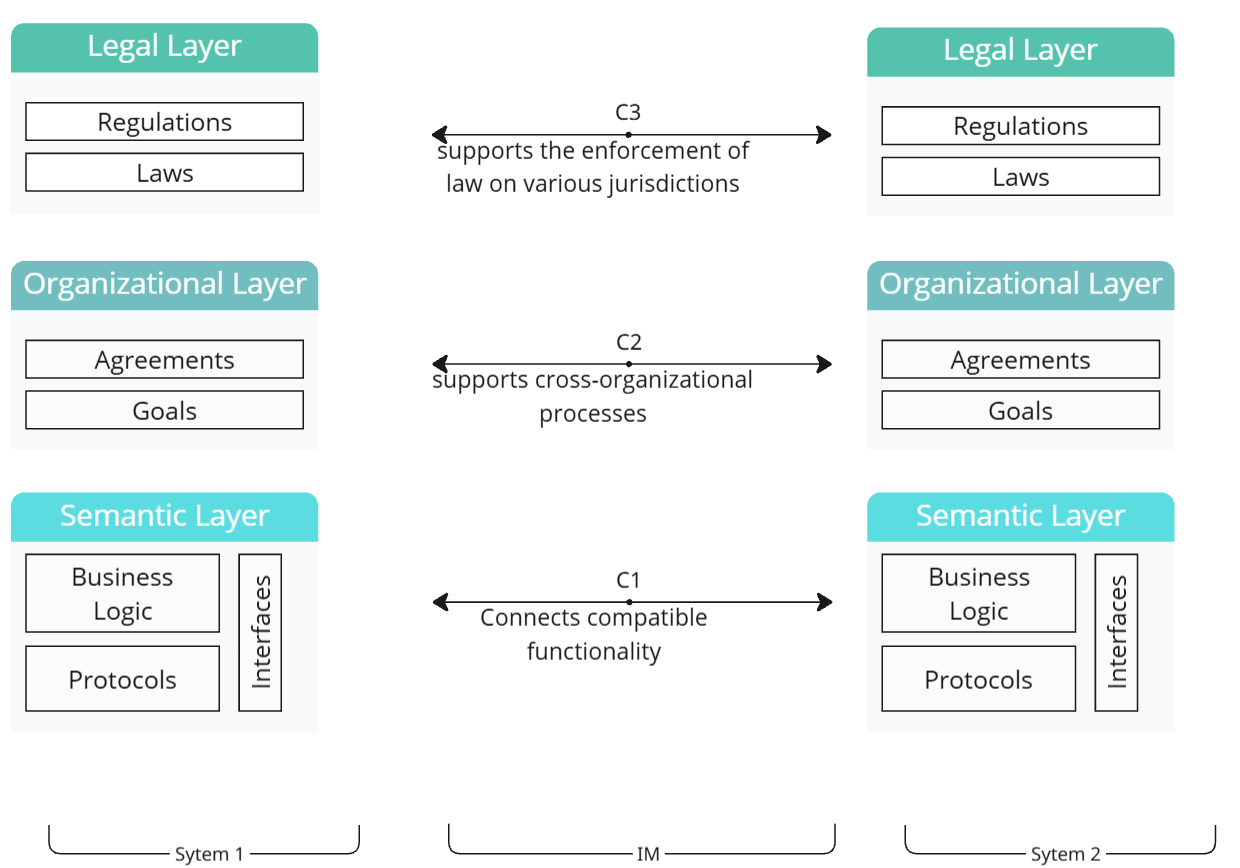 Legal Layer
Regulations
Laws
C3
supports the enforcement of
law on various jurisdictions
Legal Layer
Regulations
Laws
Organizational Layer
Agreements
Goals
C2
supports cross-organizational
processes
Organizational Layer
Agreements
Goals
Semantic Layer
Business
Logic
Protocols
Interfaces
C1
Connects compatible
functionality
Semantic Layer
Business
Logic
Protocols
Interfaces
Sytem 1
IM
Sytem 2